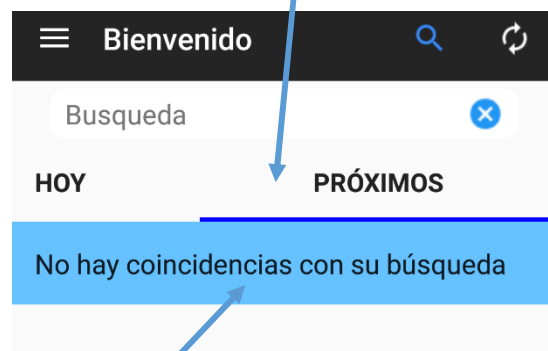 Bienvenido
Busqueda
HOY PRÓXIMOS
No hay coincidencias con su búsqueda